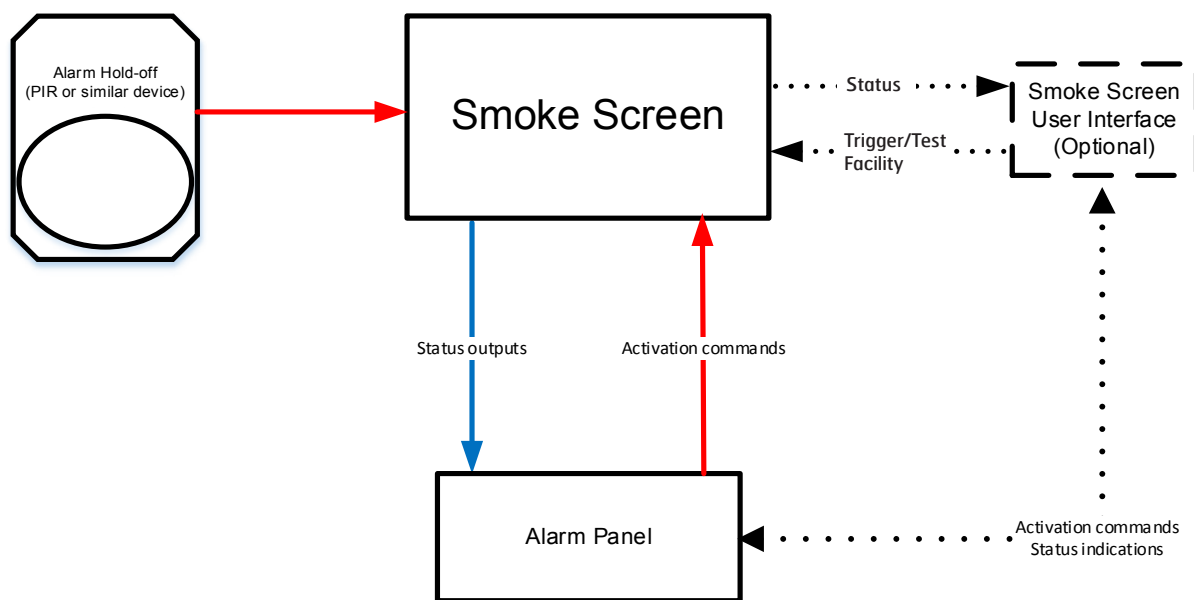 Alarm Hold-off
(PIR or similar device)
Smoke Screen
Status
Trigger/Test
Facility
Smoke Screen
User Interface
(Optional)
Status outputs
Activation commands
Alarm Panel
Activation commands
Status indications